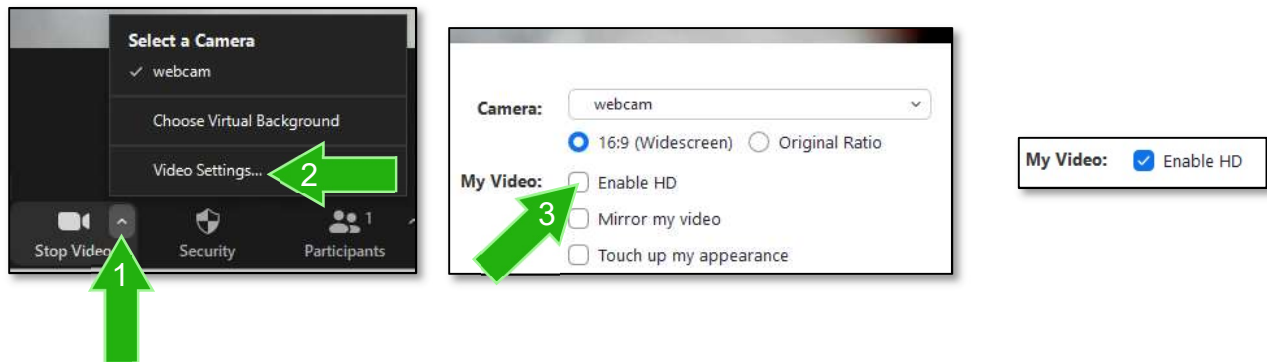 Select a Camera
✓ webcam
Choose Virtual Background
Video Settings...
2
Stop Video
Security
Participants
1
1
Camera:
webcam
16:9 (Widescreen)
Original Ratio
My Video:
Enable HD
3
Mirror my video
Touch up my appearance
My Video:
Enable HD